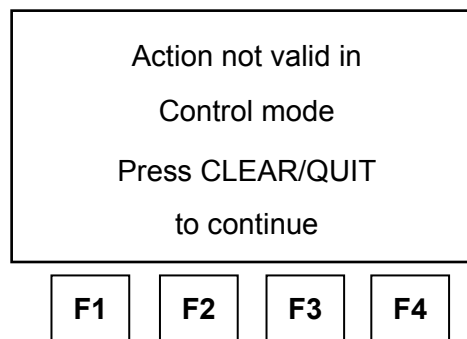 Action not valid in
Control mode
Press CLEAR/QUIT
to continue
F1 F2 F3 F4